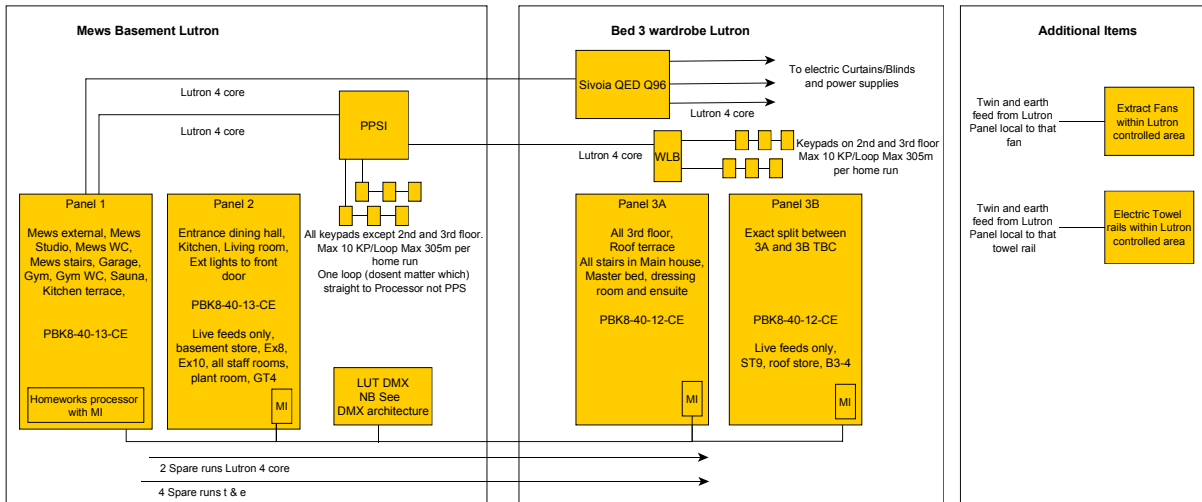 Mews Basement Lutron
Lutron 4 core
Lutron 4 core
PPSI
All keypads except 2nd and 3rd floor.
Max 10 KP/Loop Max 305m per
home run
One loop (dosent matter which)
straight to Processor not PPS
Panel 1
Mews external, Mews
Studio, Mews WC,
Mews stairs, Garage,
Gym, Gym WC, Sauna,
Kitchen terrace,
PBK8-40-13-CE
Homeworks processor
with MI
Panel 2
Entrance dining hall,
Kitchen, Living room,
Ext lights to front
door
PBK8-40-13-CE
Live feeds only,
basement store, Ex8,
Ex10, all staff rooms,
plant room, GT4
MI
LUT DMX
NB See
DMX architecture
2 Spare runs Lutron 4 core
4 Spare runs t & e
Bed 3 wardrobe Lutron
Sivoia QED Q96
To electric Curtains/Blinds
and power supplies
Lutron 4 core
Lutron 4 core
WLB
Keypads on 2nd and 3rd floor
Max 10 KP/Loop Max 305m
per home run
Panel 3A
All 3rd floor,
Roof terrace
All stairs in Main house,
Master bed, dressing
room and ensuite
PBK8-40-12-CE
MI
Panel 3B
Exact split between
3A and 3B TBC
PBK8-40-12-CE
Live feeds only,
ST9, roof store, B3-4
MI
Additional Items
Twin and earth
feed from Lutron
Panel local to that
fan
Extract Fans
within Lutron
controlled area
Twin and earth
feed from Lutron
Panel local to that
towel rail
Electric Towel
rails within Lutron
controlled area